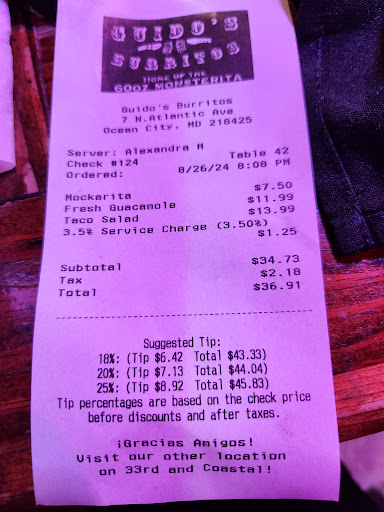 GUIDO'S
BURRITOS
HOME OF THE
60OZ MONSTERITA
Guido's Burritos
7 N.Atlantic Ave
Ocean City, MD 218425
Server: Alexandra M
Check #124 Table 42
Ordered: 8/26/24 8:08 PM
Mockarita $7.50
Fresh Guacanole $11.99
Taco Salad $13.99
3.5% Service Charge (3.50%)
$1.25
Subtotal $34.73
Tax $2.18
Total $36.91
Suggested Tip:
18%: (Tip $6.42 Total $43.33)
20%: (Tip $7.13 Total $44.04)
25%: (Tip $8.92 Total $45.83)
Tip percentages are based on the check price
before discounts and after taxes.
¡Gracias Amigos!
Visit our other location
on 33rd and Coastal!